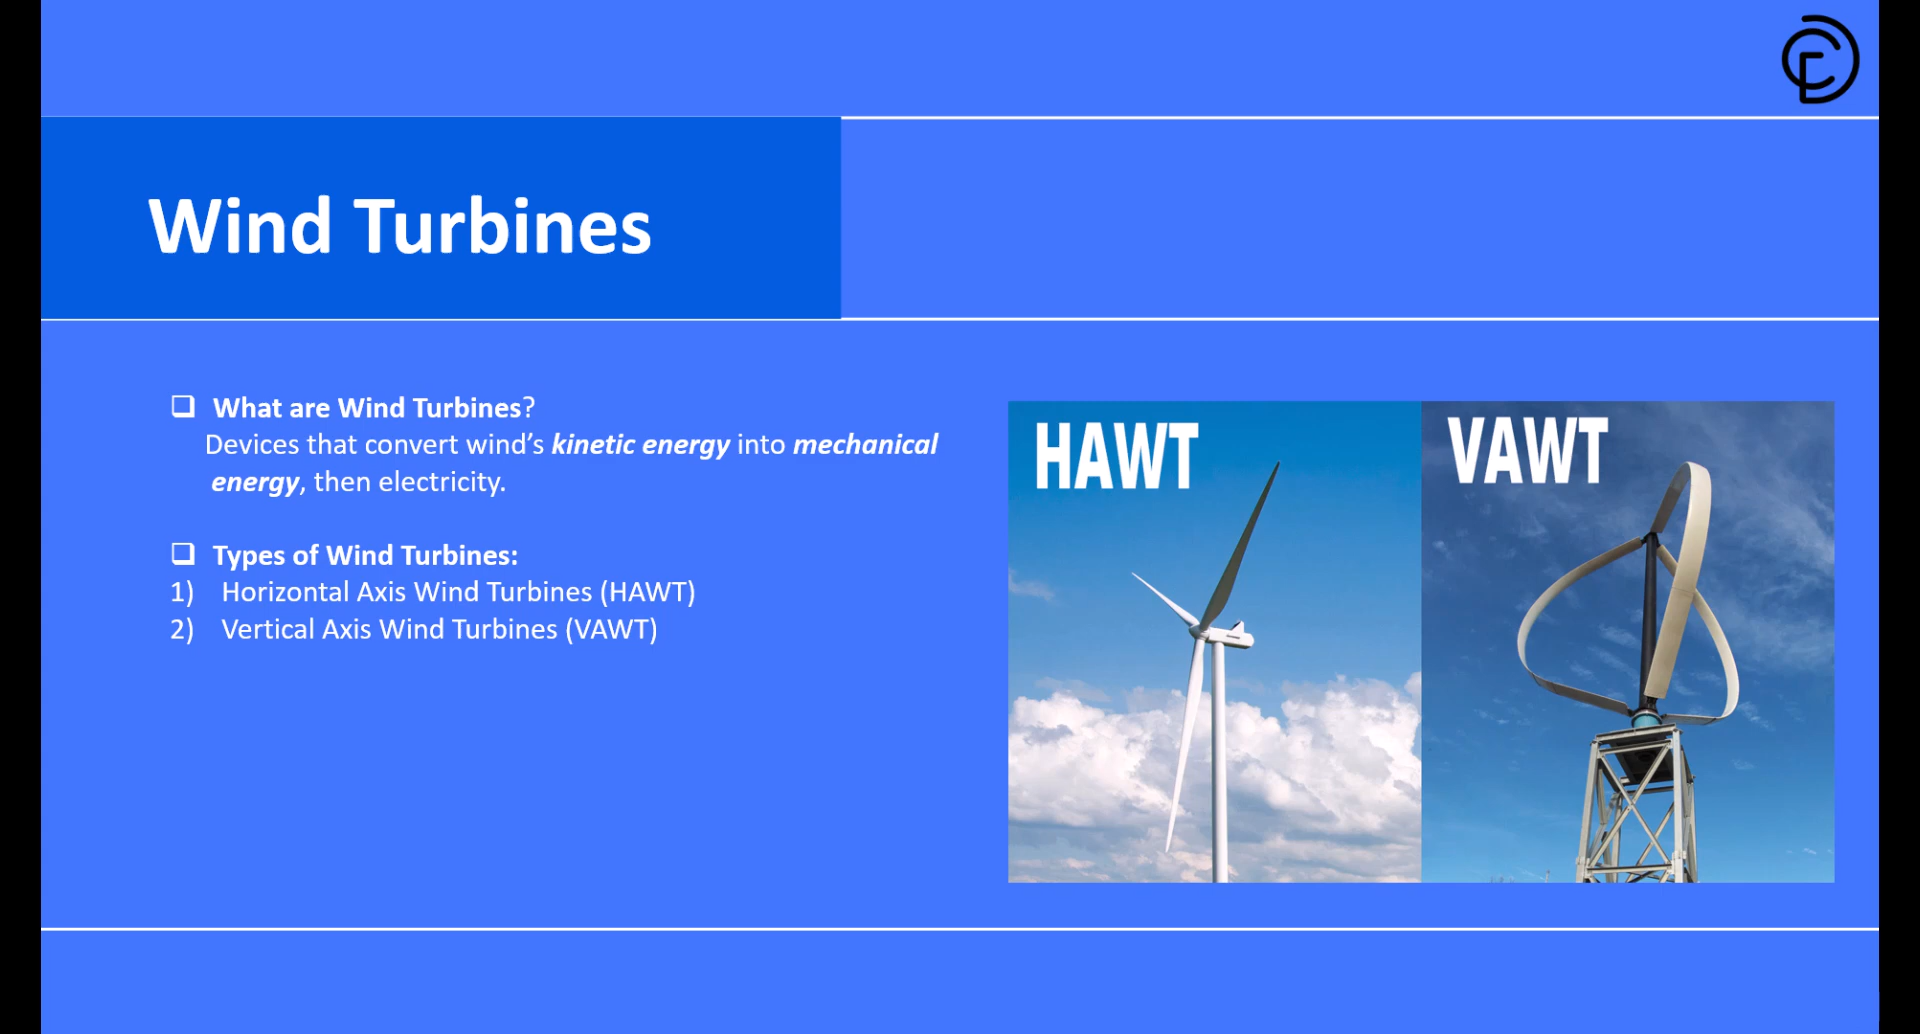 Wind Turbines
❑ What are Wind Turbines?
Devices that convert wind’s kinetic energy into mechanical
energy, then electricity.
❑ Types of Wind Turbines:
1) Horizontal Axis Wind Turbines (HAWT)
2) Vertical Axis Wind Turbines (VAWT)
HAWT
VAWT